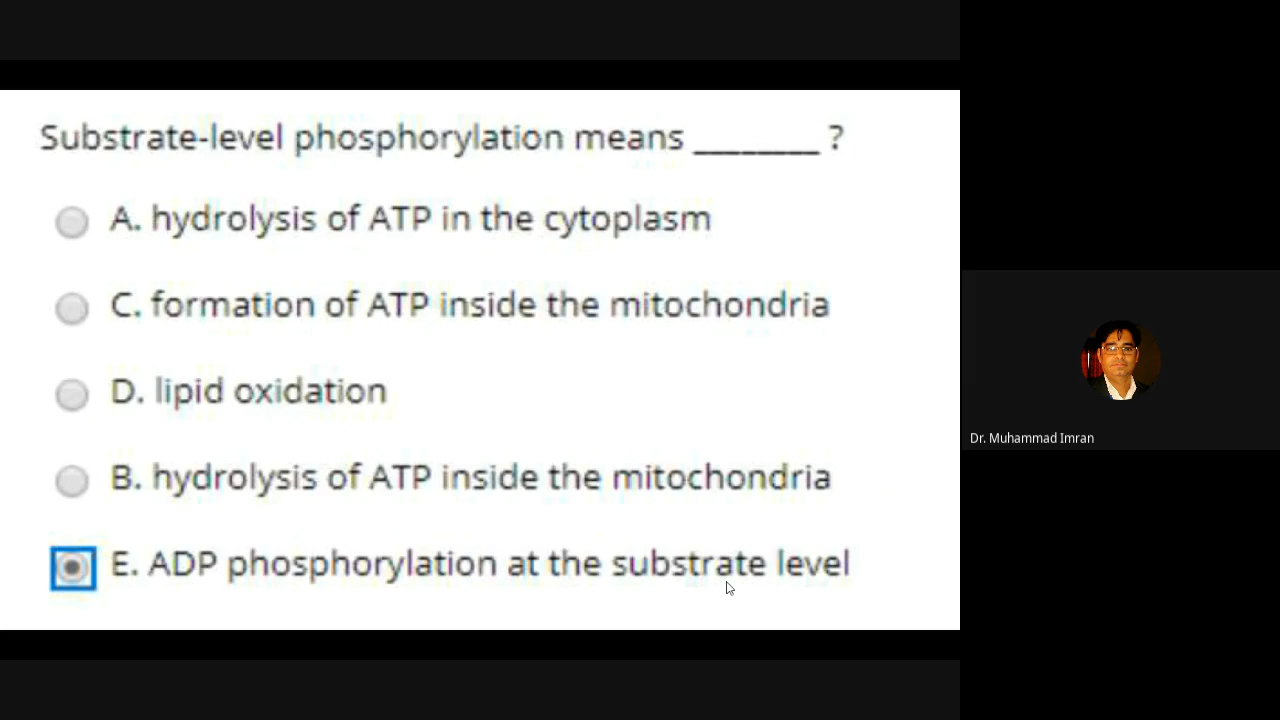 Substrate-level phosphorylation means ________ ?
A. hydrolysis of ATP in the cytoplasm
C. formation of ATP inside the mitochondria
D. lipid oxidation
B. hydrolysis of ATP inside the mitochondria
E. ADP phosphorylation at the substrate level
Dr. Muhammad Imran